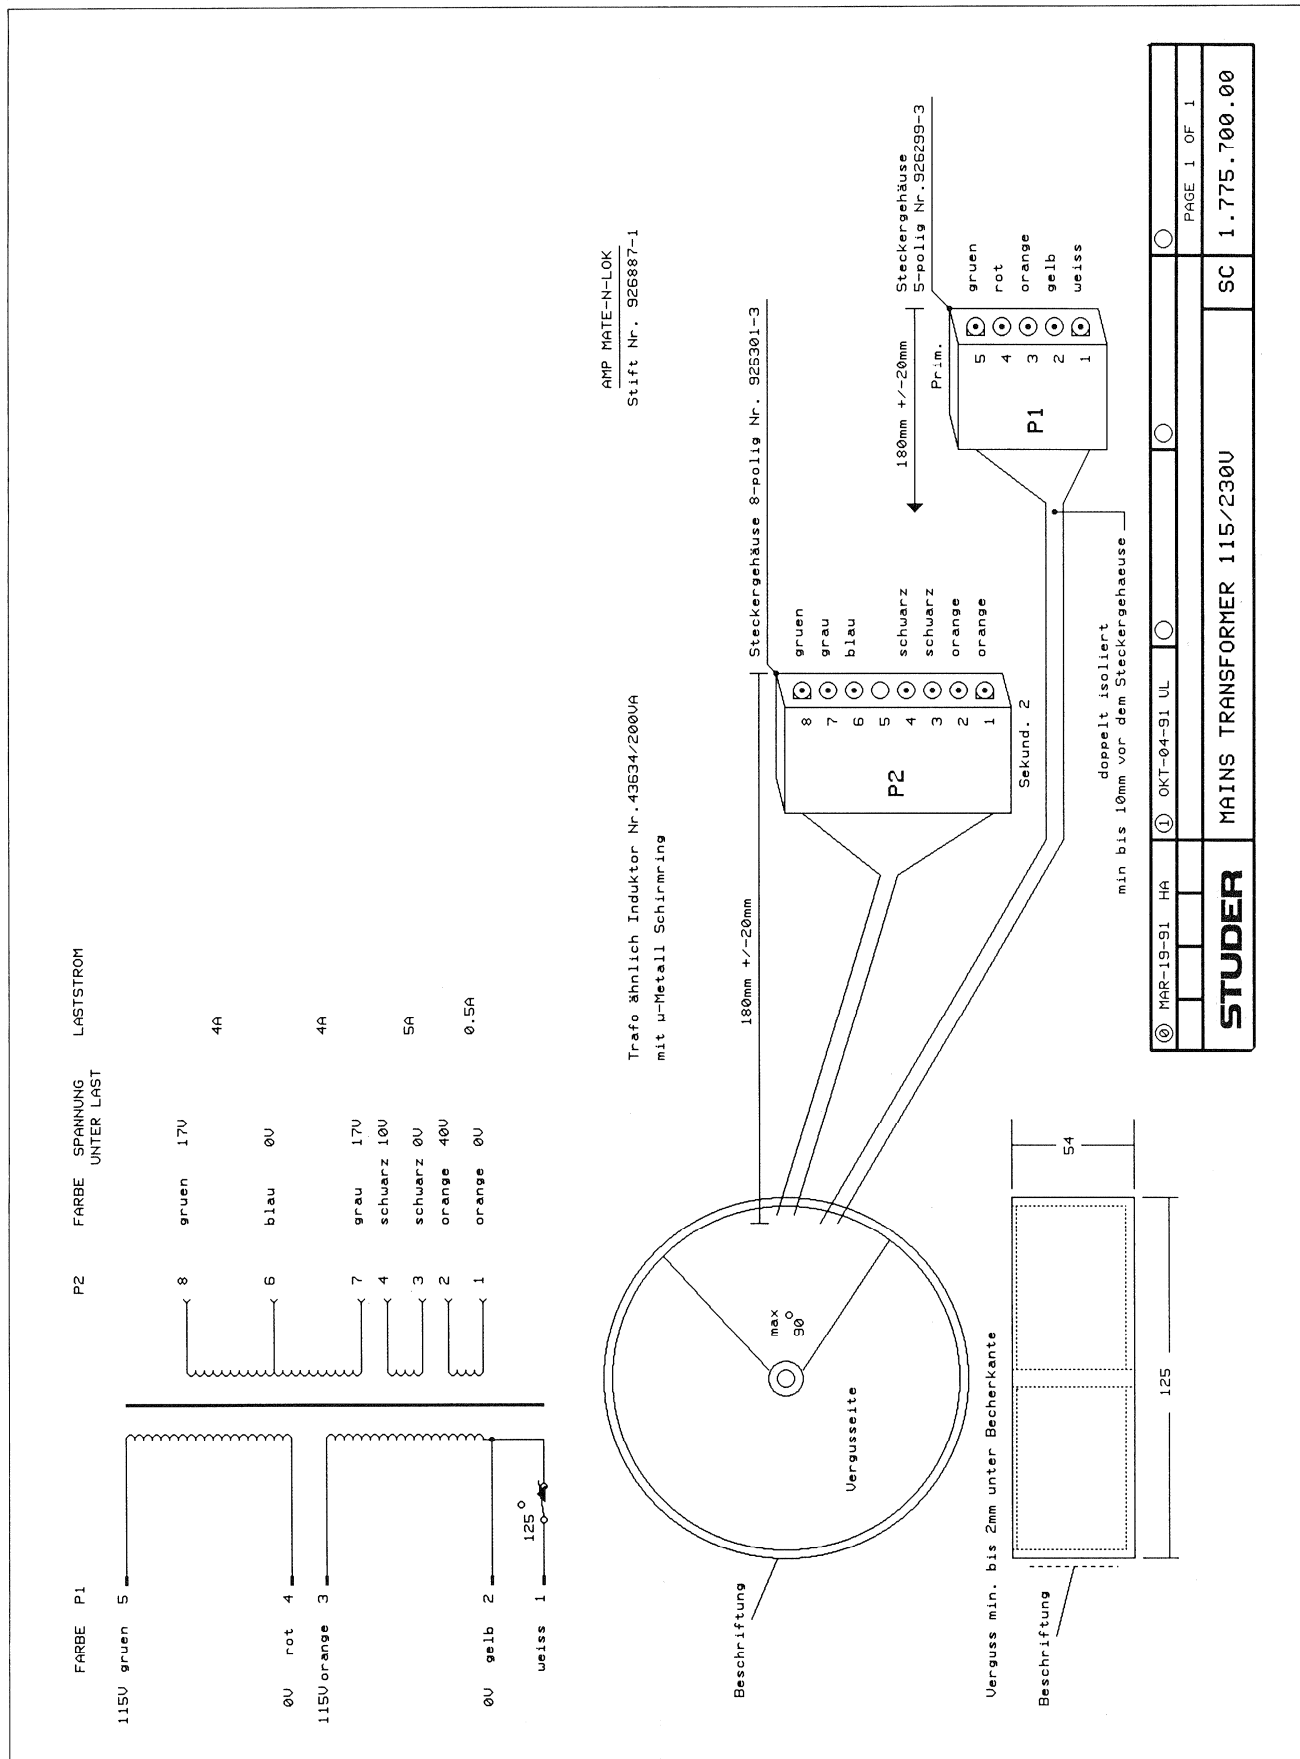 FARBE P1
115V gruen 5
0V rot 4
115V orange 3
0V gelb 2
weiss 1
125°
P2 FARBE SPANNUNG LASTSTROM
UNTER LAST
8 gruen 17V
4A
6 blau 0V
4A
7 grau 17V
4 schwarz 10V
5A
3 schwarz 0V
2 orange 40V
0.5A
1 orange 0V
AMP MATE-N-LOK
Stift Nr. 926887-1
Trafo ähnlich Induktor Nr.43634/200VA
mit µ-Metall Schirmring
180mm +/-20mm
Steckergehäuse 8-polig Nr. 926301-3
8 gruen
7 grau
6 blau
5
4 schwarz
3 schwarz
2 orange
1 orange
P2
Sekund. 2
180mm +/-20mm
Steckergehäuse
5-polig Nr.926299-3
Prim.
5 gruen
4 rot
3 orange
2 gelb
1 weiss
P1
doppelt isoliert
min bis 10mm vor dem Steckergehaeuse
max
90°
Vergusseite
Beschriftung
Verguss min. bis 2mm unter Becherkante
Beschriftung
54
125
0 MAR-19-91 HA 1 OKT-04-91 UL
PAGE 1 OF 1
STUDER MAINS TRANSFORMER 115/230V SC 1.775.700.00